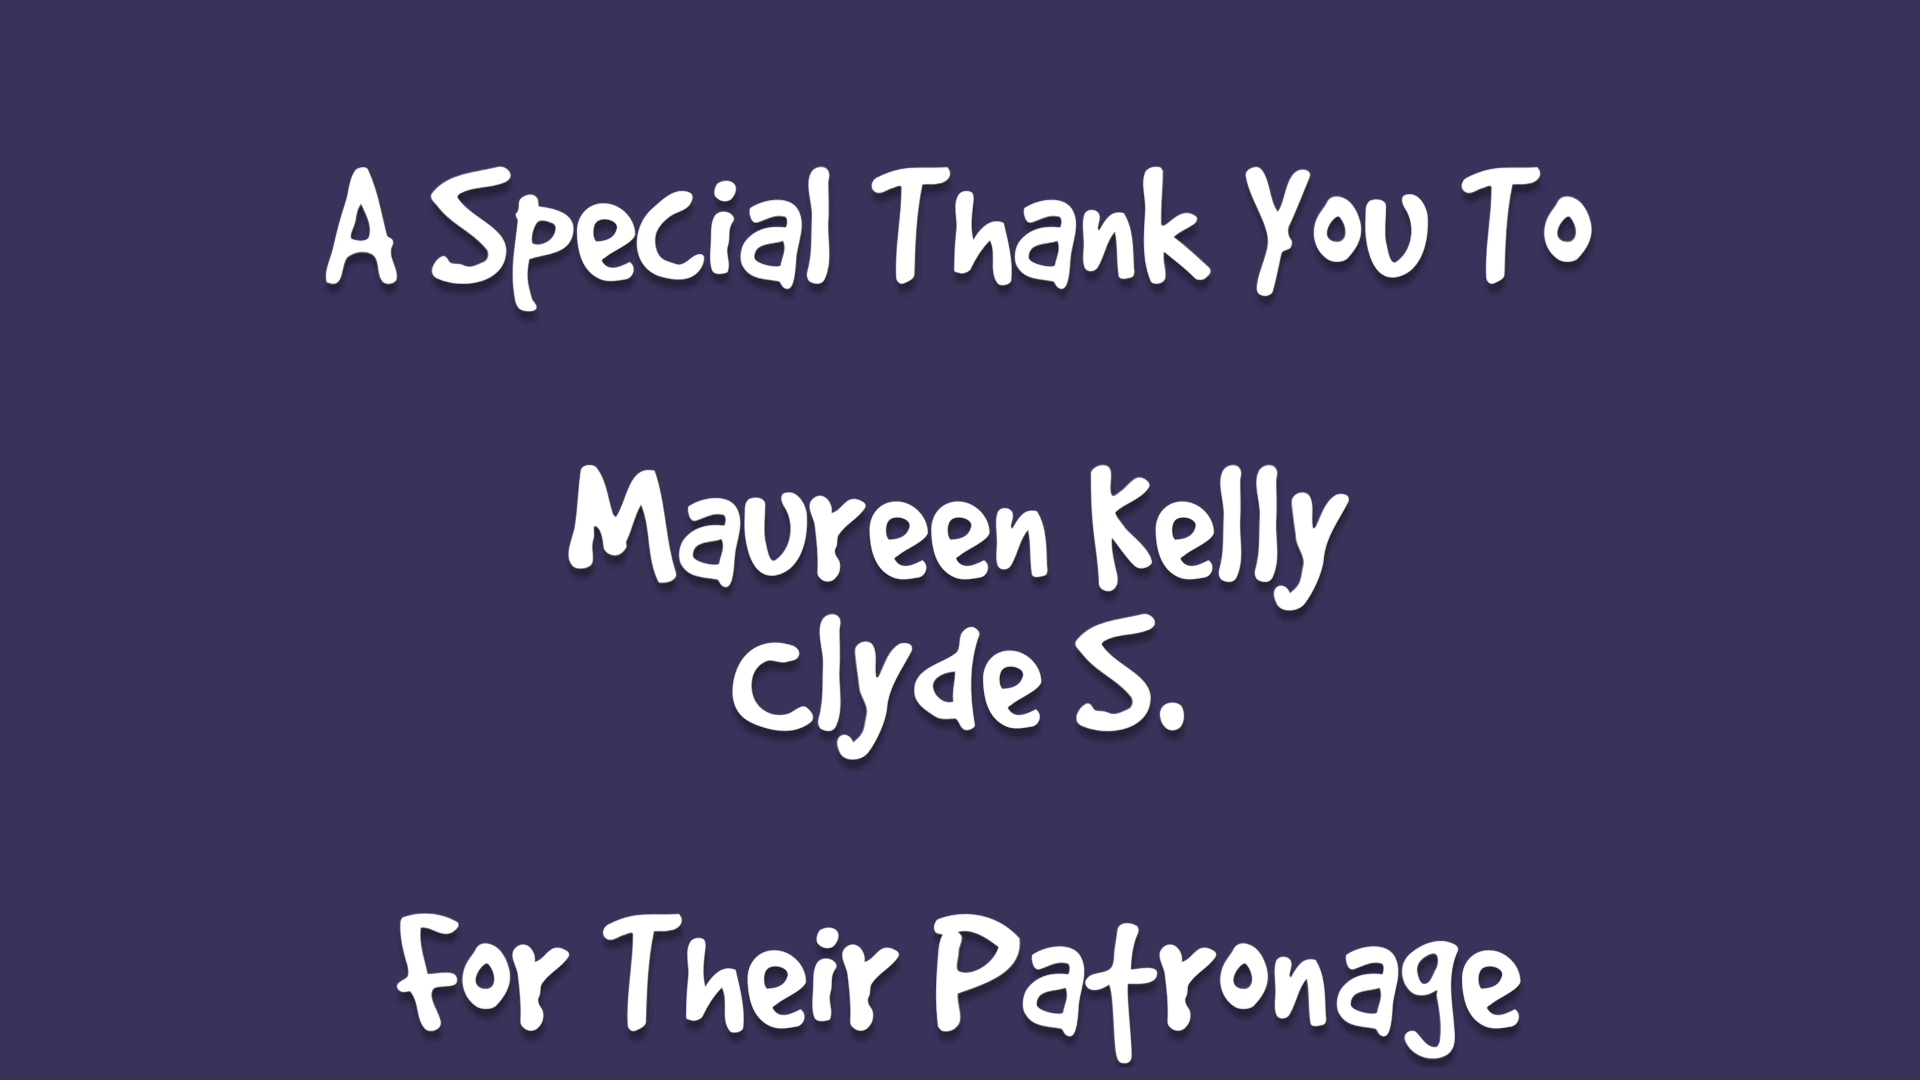 A Special Thank You To
Maureen Kelly
Clyde S.
For Their Patronage